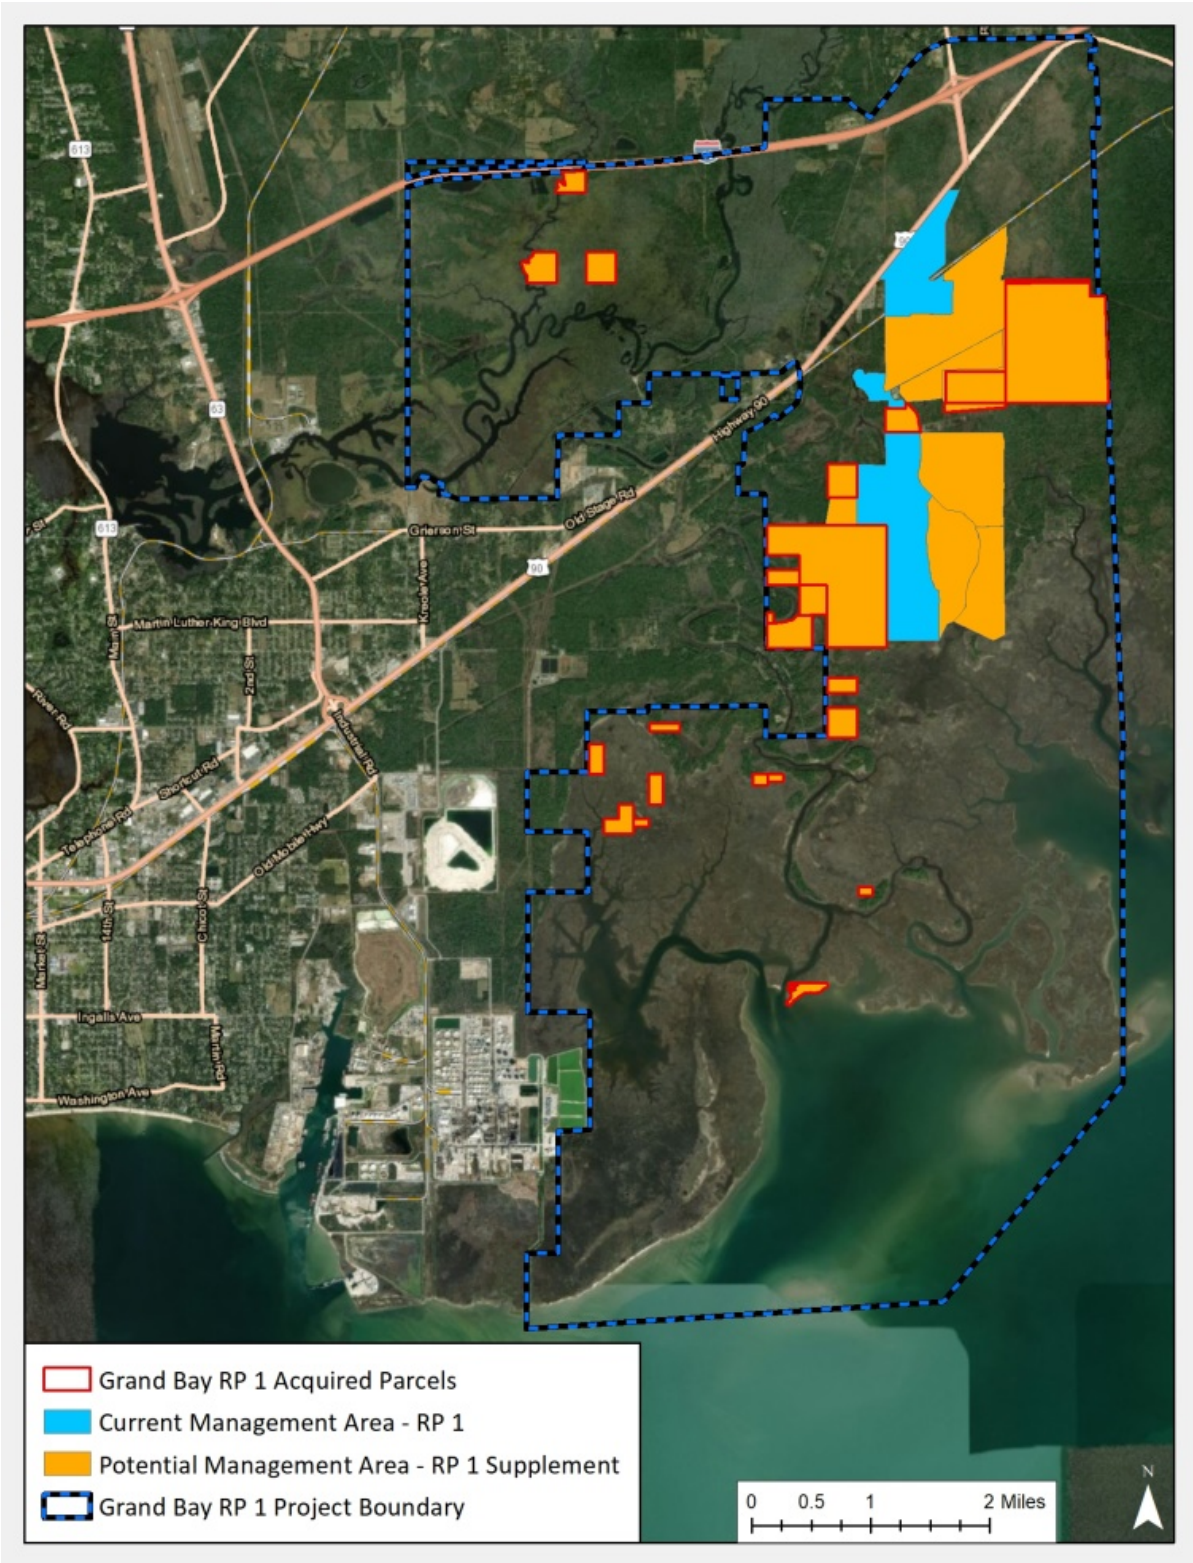 613
90
63
Highway 90
Old Stage Rd
Grierson St
613
90
Kreole Ave
Martin Luther King Blvd
Main St
2nd St
River Rd
Industrial Rd
Shortcut Rd
Telephone Rd
Old Mobile Hwy
14th St
Chicot St
Market St
Ingalls Ave
Martin Rd
Washington Ave
Grand Bay RP 1 Acquired Parcels
Current Management Area - RP 1
Potential Management Area - RP 1 Supplement
Grand Bay RP 1 Project Boundary
0 0.5 1 2 Miles
N